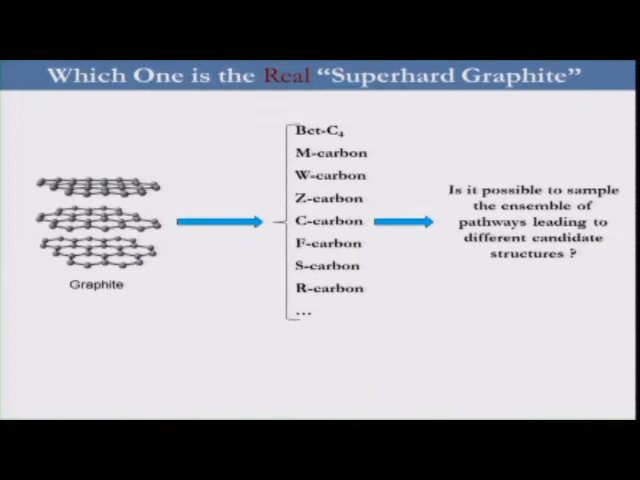 Which One is the Real “Superhard Graphite”
Bct-C₄
M-carbon
W-carbon
Z-carbon
C-carbon
F-carbon
S-carbon
R-carbon
...
Graphite
Is it possible to sample
the ensemble of
pathways leading to
different candidate
structures ?